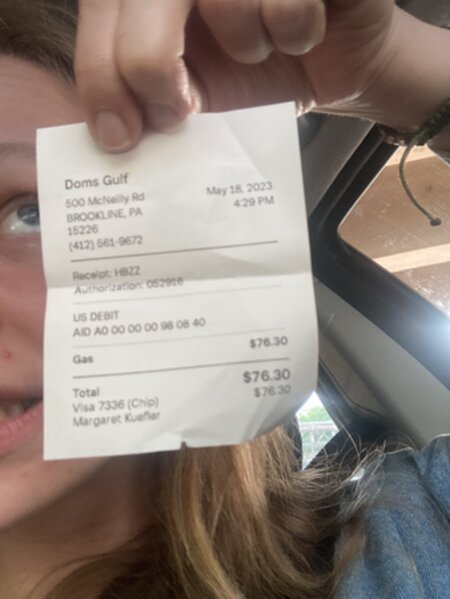 Doms Gulf
500 McNeilly Rd
BROOKLINE, PA
15226
(412) 561-9672
May 18, 2023
4:29 PM
Receipt: HBZZ
Authorization: 052916
US DEBIT
AID A0 00 00 00 98 08 40
Gas $76.30
Total $76.30
Visa 7336 (Chip) $76.30
Margaret Kuefler